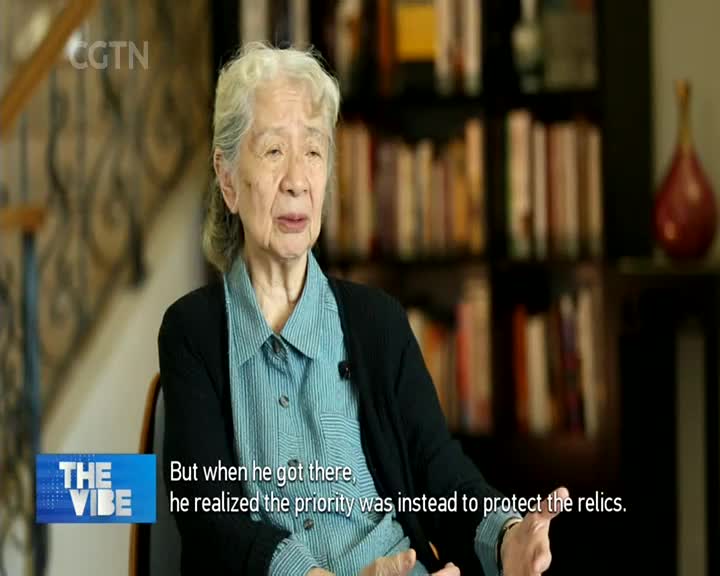 CGTN
THE
VIBE
But when he got there,
he realized the priority was instead to protect the relics.